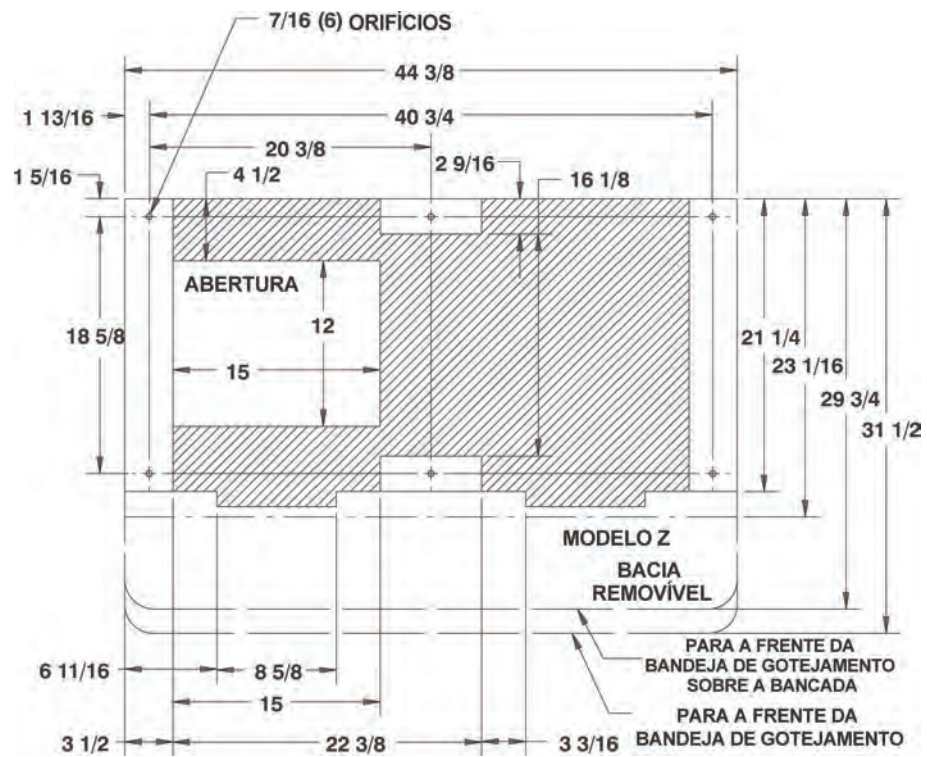 7/16 (6) ORIFÍCIOS
44 3/8
1 13/16
40 3/4
20 3/8
2 9/16
1 5/16
4 1/2
16 1/8
ABERTURA
12
18 5/8
15
21 1/4
23 1/16
29 3/4
31 1/2
MODELO Z
BACIA
REMOVÍVEL
PARA A FRENTE DA
BANDEJA DE GOTEJAMENTO
SOBRE A BANCADA
6 11/16
8 5/8
15
PARA A FRENTE DA
BANDEJA DE GOTEJAMENTO
3 1/2
22 3/8
3 3/16